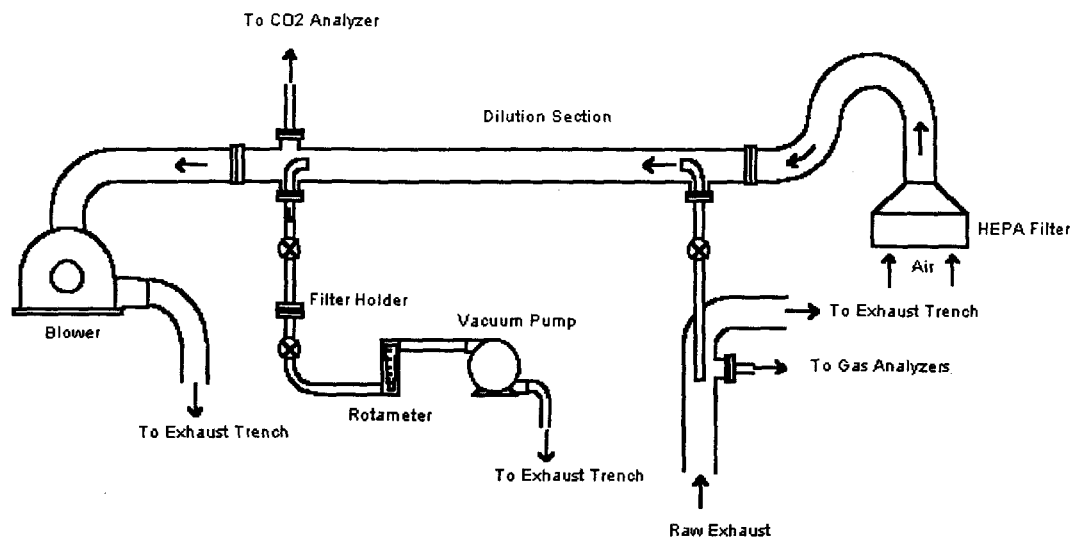 To CO2 Analyzer
Dilution Section
HEPA Filter
Air
Filter Holder
Vacuum Pump
To Exhaust Trench
Blower
To Gas Analyzers
Rotameter
To Exhaust Trench
To Exhaust Trench
Raw Exhaust